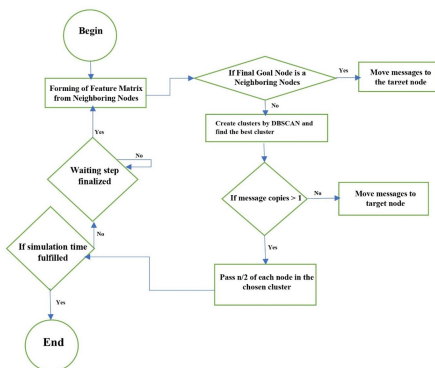 Begin
Forming of Feature Matrix
from Neighboring Nodes
If Final Goal Node is a
Neighboring Nodes
Yes
Move messages to
the target node
No
Create clusters by DBSCAN and
find the best cluster
Yes
No
Waiting step
finalized
If message copies > 1
No
Move messages to
target node
No
If simulation time
fulfilled
Yes
Pass n/2 of each node in the
chosen cluster
Yes
End